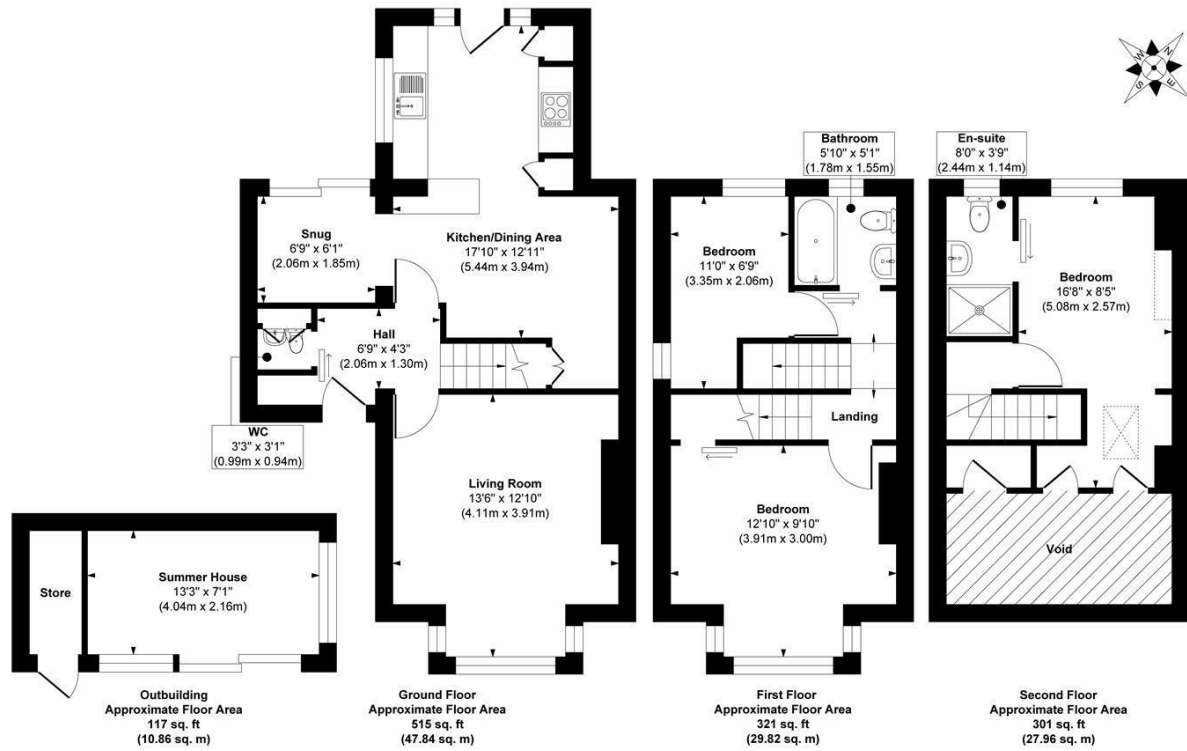 N
E
S
W
Bathroom
5'10" x 5'1"
(1.78m x 1.55m)
En-suite
8'0" x 3'9"
(2.44m x 1.14m)
Snug
6'9" x 6'1"
(2.06m x 1.85m)
Kitchen/Dining Area
17'10" x 12'11"
(5.44m x 3.94m)
Bedroom
11'0" x 6'9"
(3.35m x 2.06m)
Bedroom
16'8" x 8'5"
(5.08m x 2.57m)
Hall
6'9" x 4'3"
(2.06m x 1.30m)
WC
3'3" x 3'1"
(0.99m x 0.94m)
Landing
Living Room
13'6" x 12'10"
(4.11m x 3.91m)
Bedroom
12'10" x 9'10"
(3.91m x 3.00m)
Void
Store
Summer House
13'3" x 7'1"
(4.04m x 2.16m)
Outbuilding
Approximate Floor Area
117 sq. ft
(10.86 sq. m)
Ground Floor
Approximate Floor Area
515 sq. ft
(47.84 sq. m)
First Floor
Approximate Floor Area
321 sq. ft
(29.82 sq. m)
Second Floor
Approximate Floor Area
301 sq. ft
(27.96 sq. m)